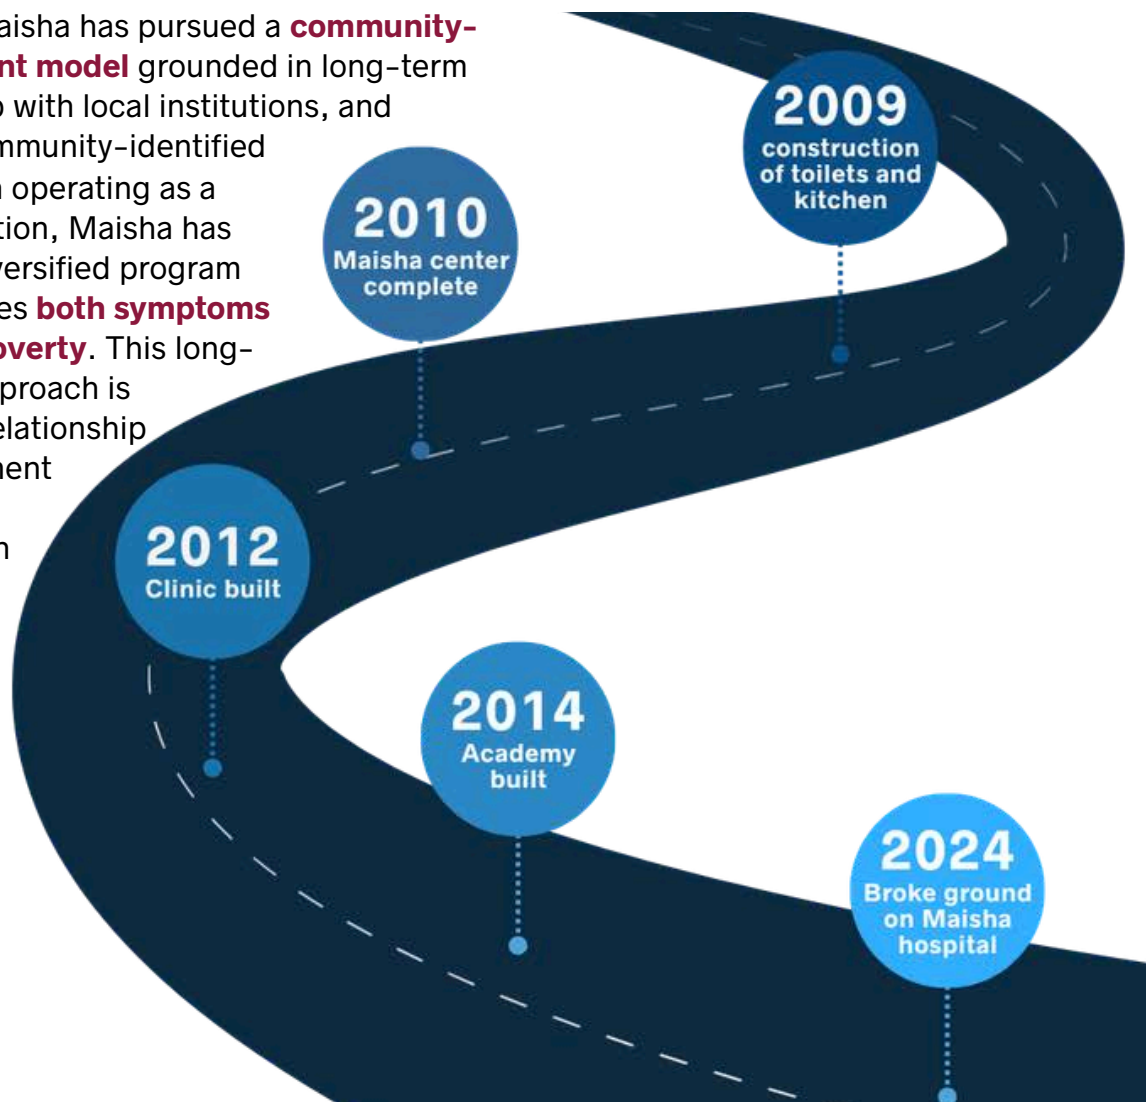 aisha has pursued a community-
nt model grounded in long-term
with local institutions, and
mmunity-identified
operating as a
tion, Maisha has
versified program
es both symptoms
overty. This long-
proach is
elationship
ment
2009
construction
of toilets and
kitchen
2010
Maisha center
complete
2012
Clinic built
2014
Academy
built
2024
Broke ground
on Maisha
hospital